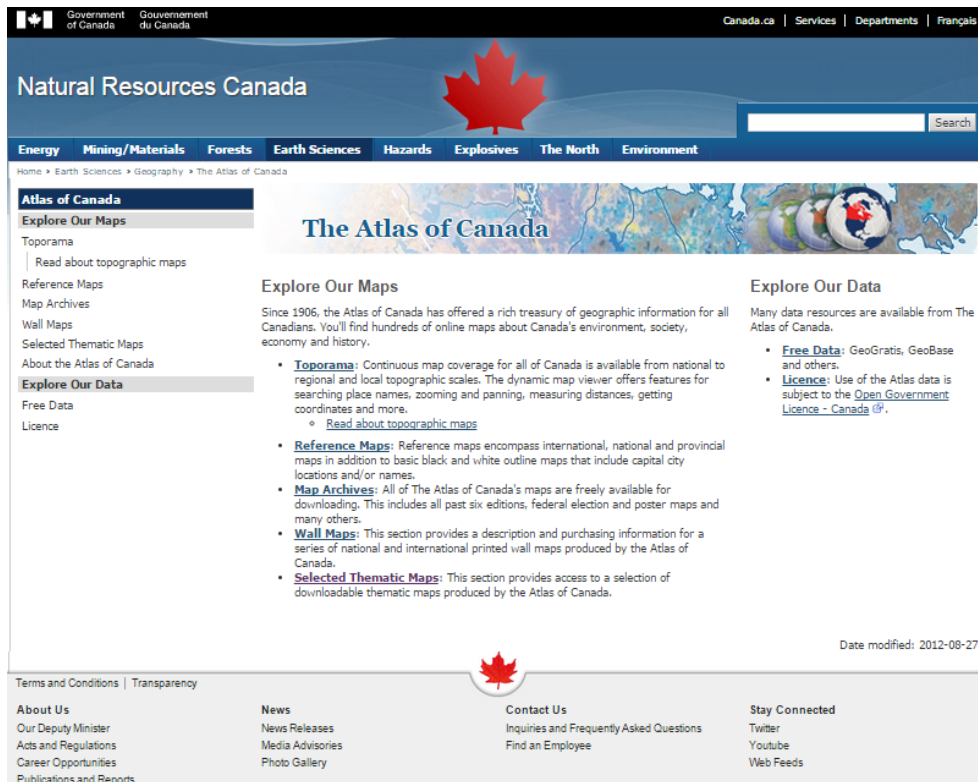 Government of Canada
Gouvernement du Canada
Canada.ca | Services | Departments | Français
Natural Resources Canada
Search
Energy Mining/Materials Forests Earth Sciences Hazards Explosives The North Environment
Home > Earth Sciences > Geography > The Atlas of Canada
Atlas of Canada
Explore Our Maps
Toporama
Read about topographic maps
Reference Maps
Map Archives
Wall Maps
Selected Thematic Maps
About the Atlas of Canada
Explore Our Data
Free Data
Licence
The Atlas of Canada
Explore Our Maps
Since 1906, the Atlas of Canada has offered a rich treasury of geographic information for all
Canadians. You'll find hundreds of online maps about Canada's environment, society,
economy and history.
• Toporama: Continuous map coverage for all of Canada is available from national to
regional and local topographic scales. The dynamic map viewer offers features for
searching place names, zooming and panning, measuring distances, getting
coordinates and more.
○ Read about topographic maps
• Reference Maps: Reference maps encompass international, national and provincial
maps in addition to basic black and white outline maps that include capital city
locations and/or names.
• Map Archives: All of The Atlas of Canada's maps are freely available for
downloading. This includes all past six editions, federal election and poster maps and
many others.
• Wall Maps: This section provides a description and purchasing information for a
series of national and international printed wall maps produced by the Atlas of
Canada.
• Selected Thematic Maps: This section provides access to a selection of
downloadable thematic maps produced by the Atlas of Canada.
Explore Our Data
Many data resources are available from The
Atlas of Canada.
• Free Data: GeoGratis, GeoBase
and others.
• Licence: Use of the Atlas data is
subject to the Open Government
Licence - Canada.
Date modified: 2012-08-27
Terms and Conditions | Transparency
About Us
Our Deputy Minister
Acts and Regulations
Career Opportunities
Publications and Reports
News
News Releases
Media Advisories
Photo Gallery
Contact Us
Inquiries and Frequently Asked Questions
Find an Employee
Stay Connected
Twitter
Youtube
Web Feeds